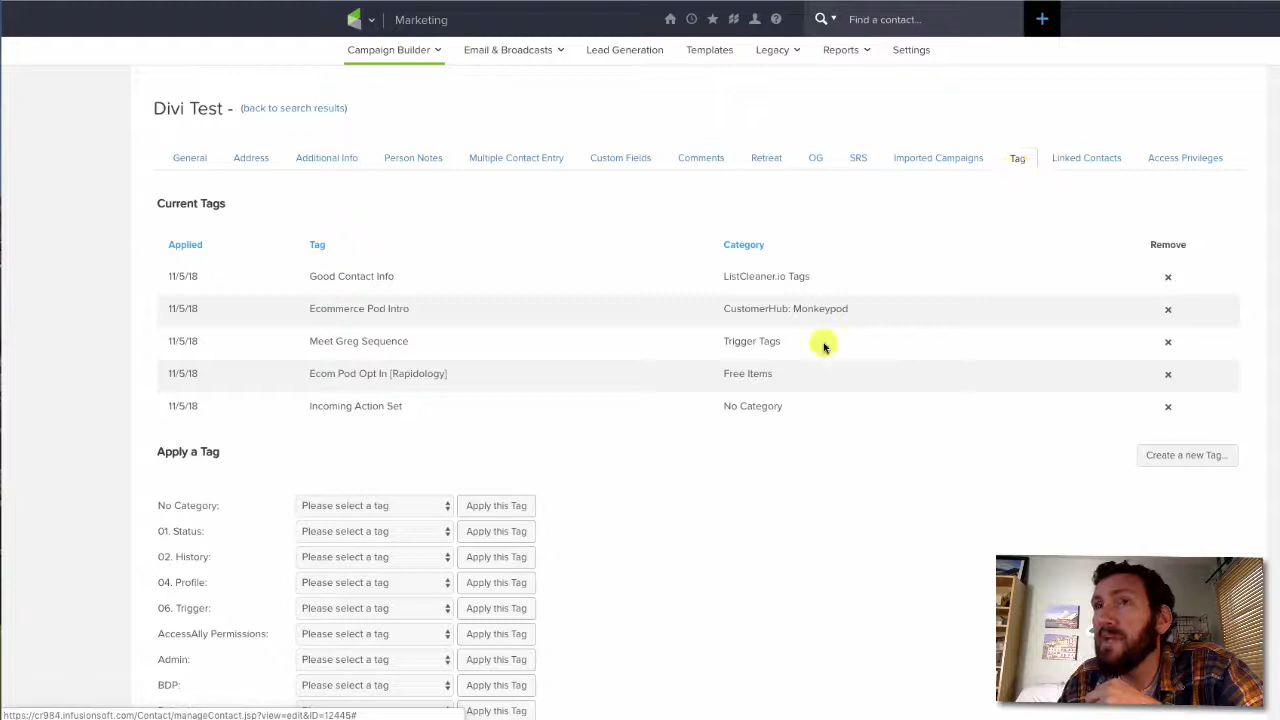 Marketing
Find a contact...
Campaign Builder Email & Broadcasts Lead Generation Templates Legacy Reports Settings
Divi Test - (back to search results)
General Address Additional Info Person Notes Multiple Contact Entry Custom Fields Comments Retreat OG SRS Imported Campaigns Tag Linked Contacts Access Privileges
Current Tags
Applied Tag Category Remove
11/5/18 Good Contact Info ListCleaner.io Tags ×
11/5/18 Ecommerce Pod Intro CustomerHub: Monkeypod ×
11/5/18 Meet Greg Sequence Trigger Tags ×
11/5/18 Ecom Pod Opt In [Rapidology] Free Items ×
11/5/18 Incoming Action Set No Category ×
Apply a Tag Create a new Tag...
No Category: Please select a tag Apply this Tag
01. Status: Please select a tag Apply this Tag
02. History: Please select a tag Apply this Tag
04. Profile: Please select a tag Apply this Tag
06. Trigger: Please select a tag Apply this Tag
AccessAlly Permissions: Please select a tag Apply this Tag
Admin: Please select a tag Apply this Tag
BDP: Please select a tag Apply this Tag
Apply this Tag
https://cr984.infusionsoft.com/Contact/manageContact.jsp?view=edit&ID=12445#